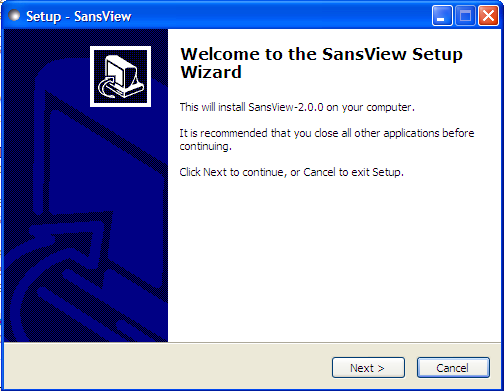 Setup - SansView
Welcome to the SansView Setup
Wizard
This will install SansView-2.0.0 on your computer.
It is recommended that you close all other applications before
continuing.
Click Next to continue, or Cancel to exit Setup.
Next >
Cancel